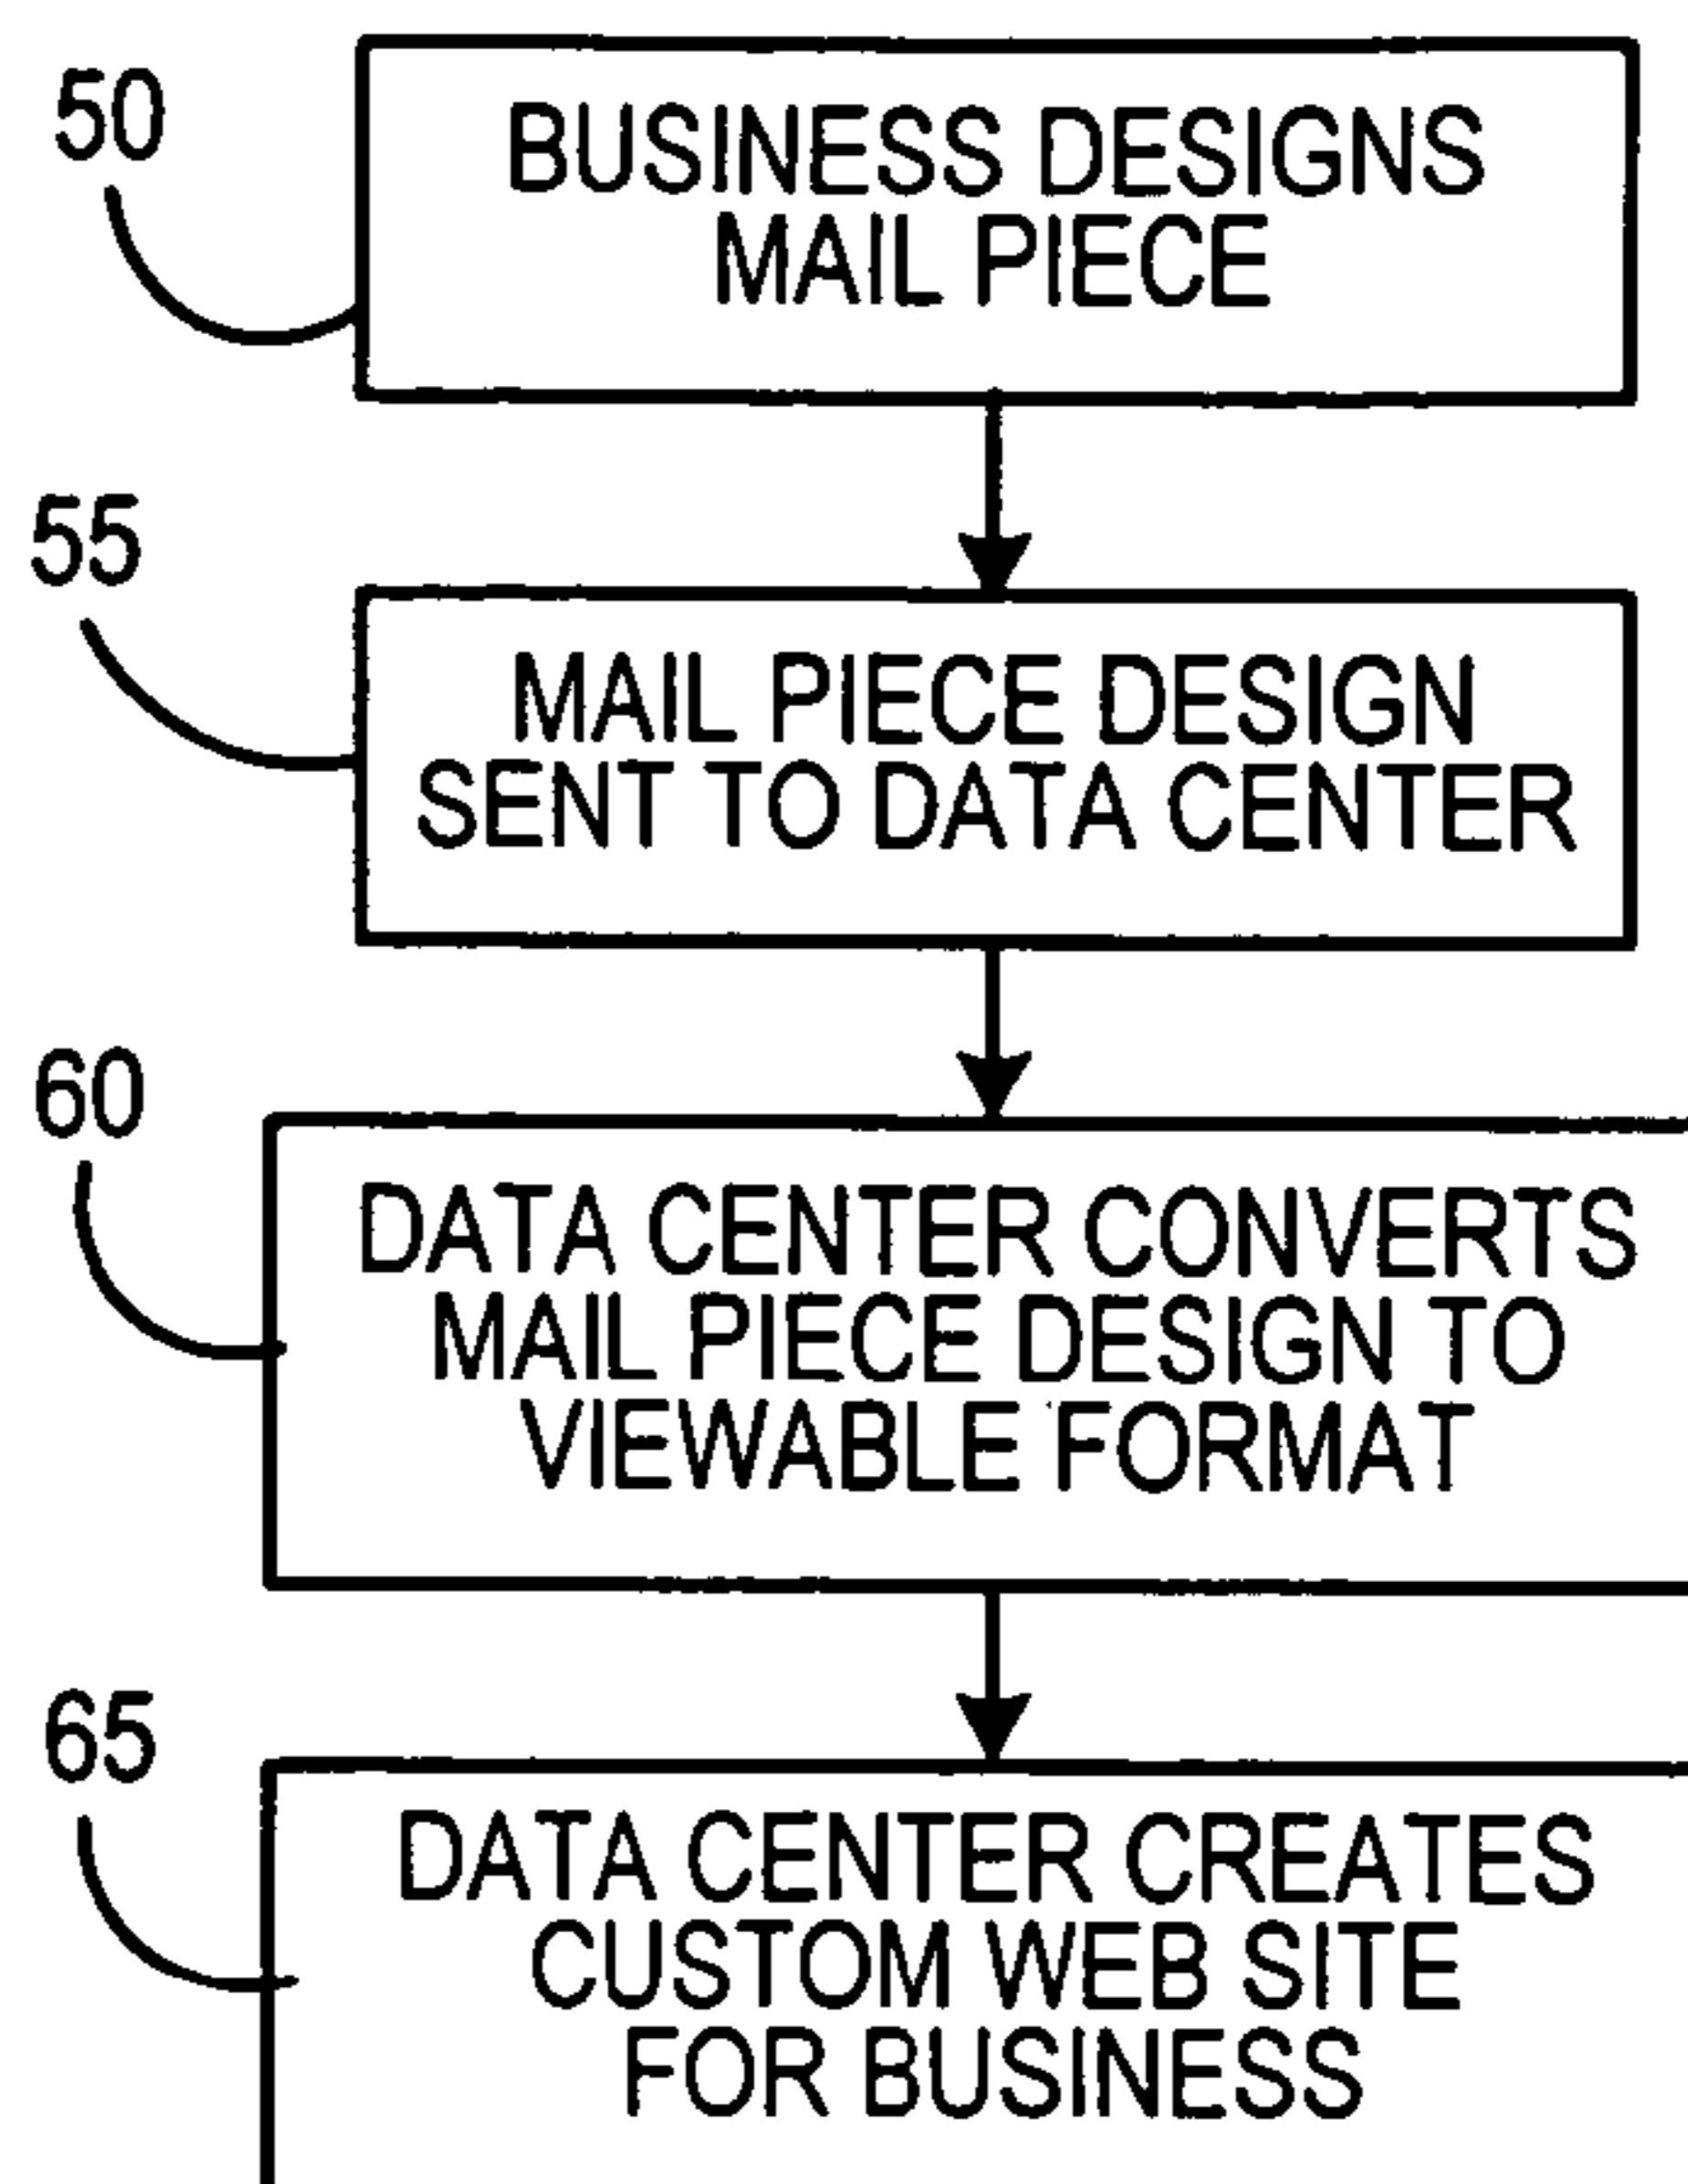 50
BUSINESS DESIGNS
MAIL PIECE
55
MAIL PIECE DESIGN
SENT TO DATA CENTER
60
DATA CENTER CONVERTS
MAIL PIECE DESIGN TO
VIEWABLE FORMAT
65
DATA CENTER CREATES
CUSTOM WEB SITE
FOR BUSINESS